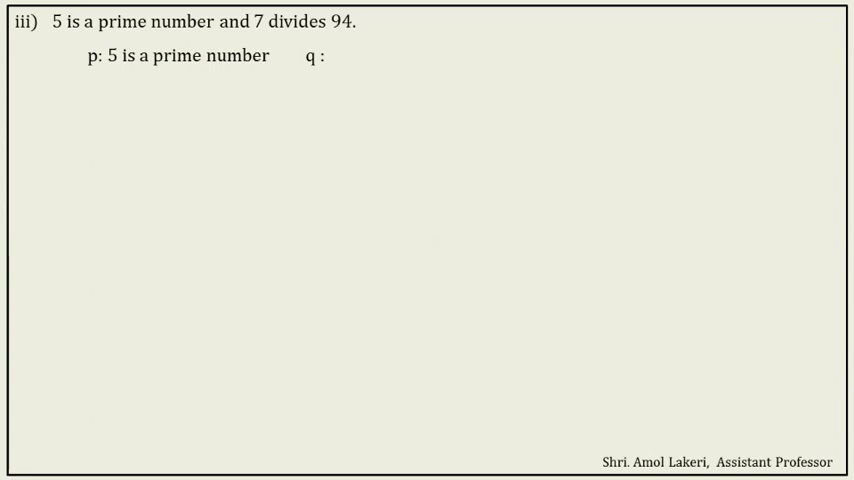 iii)   5 is a prime number and 7 divides 94.
p: 5 is a prime number        q :
Shri. Amol Lakeri,  Assistant Professor